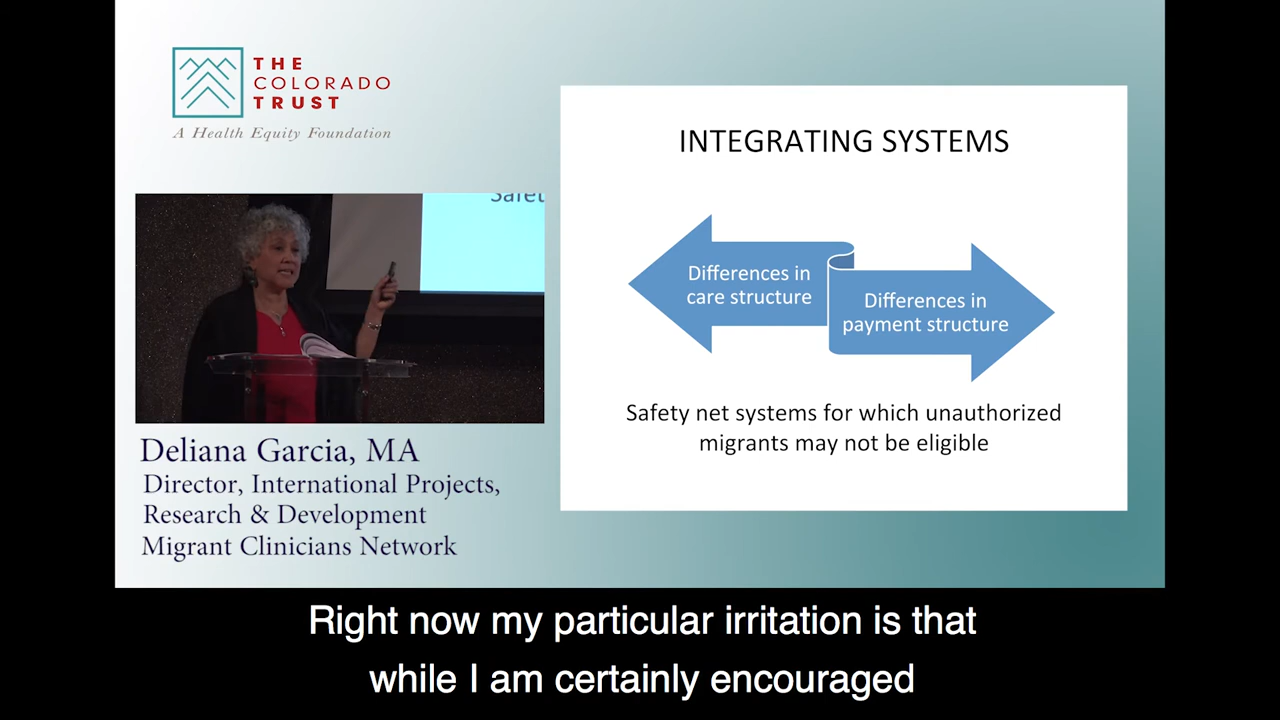 THE
COLORADO
TRUST
A Health Equity Foundation
Safet
Deliana Garcia, MA
Director, International Projects,
Research & Development
Migrant Clinicians Network
INTEGRATING SYSTEMS
Differences in
care structure
Differences in
payment structure
Safety net systems for which unauthorized
migrants may not be eligible
Right now my particular irritation is that
while I am certainly encouraged